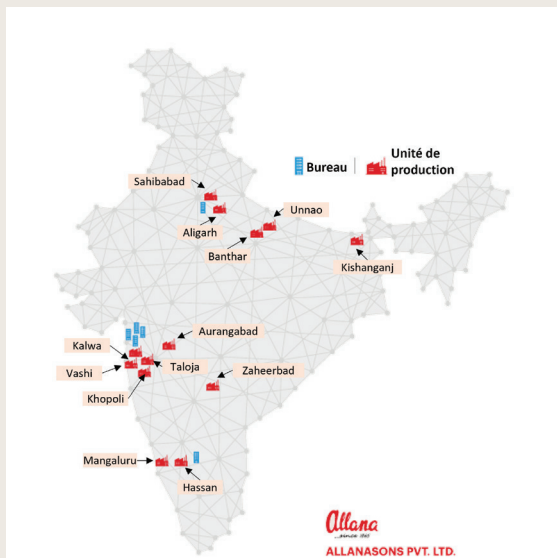 Bureau
Unité de
production
Sahibabad
Aligarh
Unnao
Banthar
Kishanganj
Aurangabad
Kalwa
Taloja
Zaheerbad
Vashi
Khopoli
Mangaluru
Hassan
Allana
...since 1865
ALLANASONS PVT. LTD.